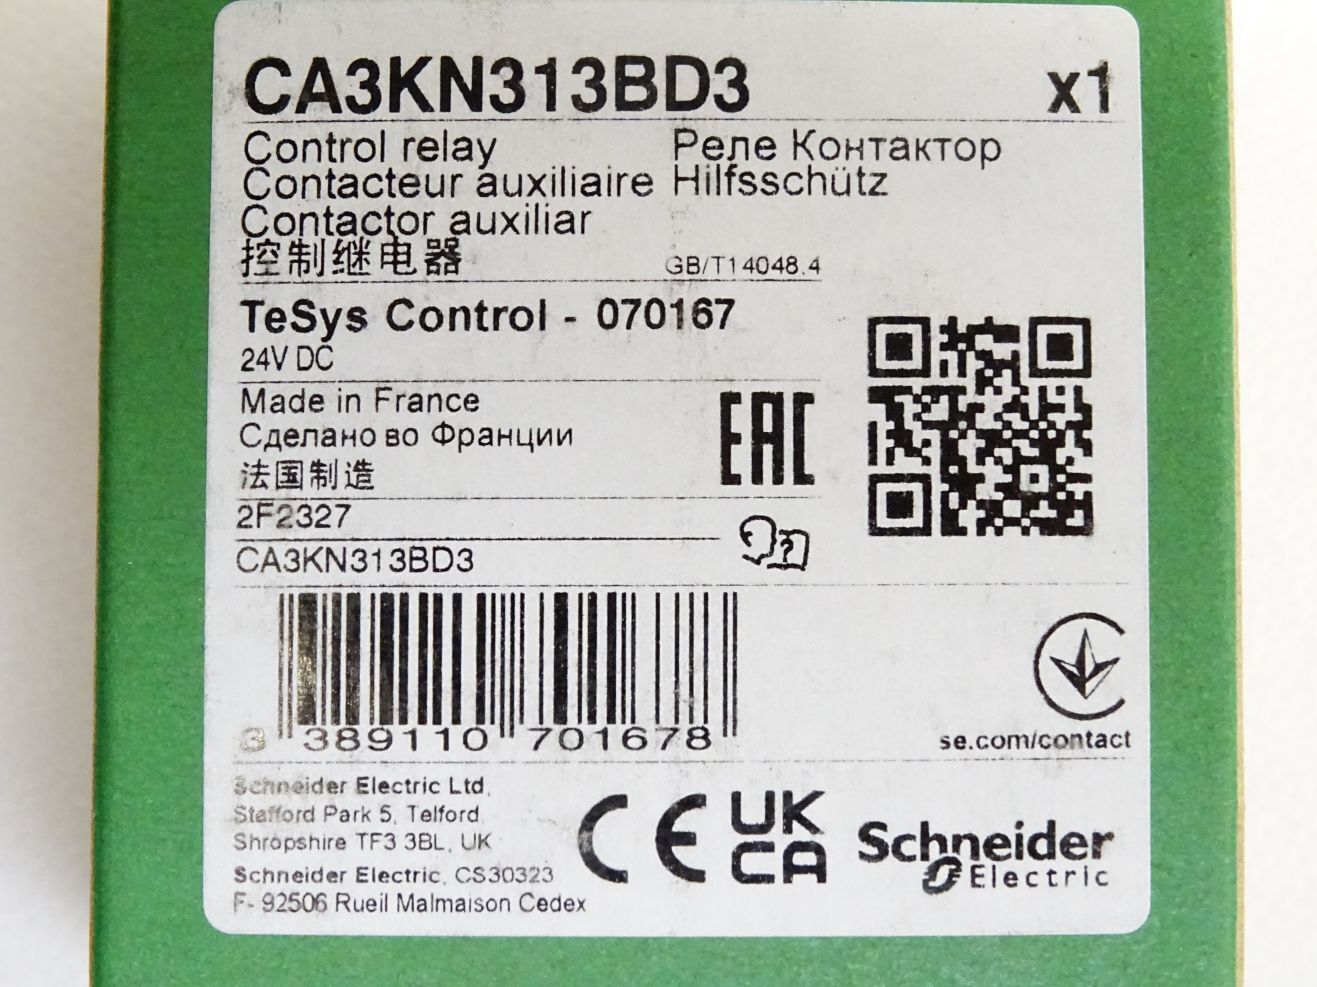 CA3KN313BD3 x1
Control relay Реле Контактор
Contacteur auxiliaire Hilfsschütz
Contactor auxiliar
控制继电器 GB/T14048.4
TeSys Control - 070167
24V DC
Made in France
Сделано во Франции
法国制造
EAC
2F2327
CA3KN313BD3
3 389110 701678
se.com/contact
Schneider Electric Ltd,
Stafford Park 5, Telford
Shropshire TF3 3BL, UK
Schneider Electric, CS30323
F- 92506 Rueil Malmaison Cedex
CE
UK
CA
Schneider
Electric